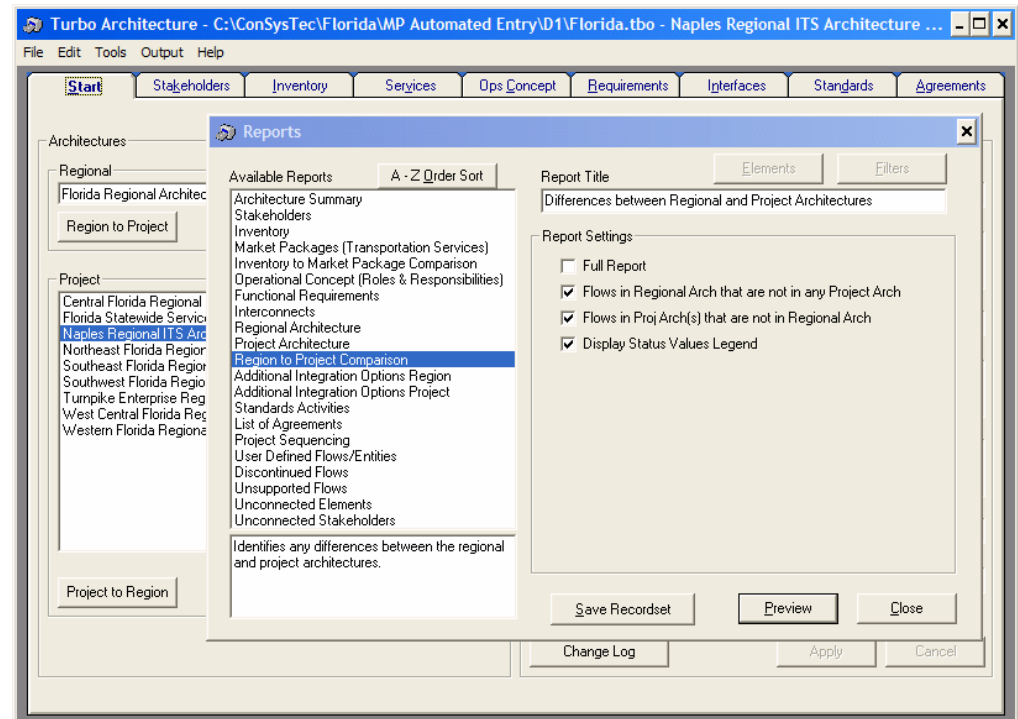 Turbo Architecture - C:\ConSysTec\Florida\MP Automated Entry\D1\Florida.tbo - Naples Regional ITS Architecture ...
File Edit Tools Output Help
Start Stakeholders Inventory Services Ops Concept Requirements Interfaces Standards Agreements
Architectures
Regional
Florida Regional Architec
Region to Project
Project
Central Florida Regional
Florida Statewide Servic
Naples Regional ITS Arc
Northeast Florida Region
Southeast Florida Region
Southwest Florida Regio
Turnpike Enterprise Reg
West Central Florida Reg
Western Florida Regiona
Project to Region
Reports
Available Reports
A - Z Order Sort
Architecture Summary
Stakeholders
Inventory
Market Packages (Transportation Services)
Inventory to Market Package Comparison
Operational Concept (Roles & Responsibilities)
Functional Requirements
Interconnects
Regional Architecture
Project Architecture
Region to Project Comparison
Additional Integration Options Region
Additional Integration Options Project
Standards Activities
List of Agreements
Project Sequencing
User Defined Flows/Entities
Discontinued Flows
Unsupported Flows
Unconnected Elements
Unconnected Stakeholders
Identifies any differences between the regional
and project architectures.
Elements Filters
Report Title
Differences between Regional and Project Architectures
Report Settings
Full Report
Flows in Regional Arch that are not in any Project Arch
Flows in Proj Arch(s) that are not in Regional Arch
Display Status Values Legend
Save Recordset Preview Close
Change Log Apply Cancel